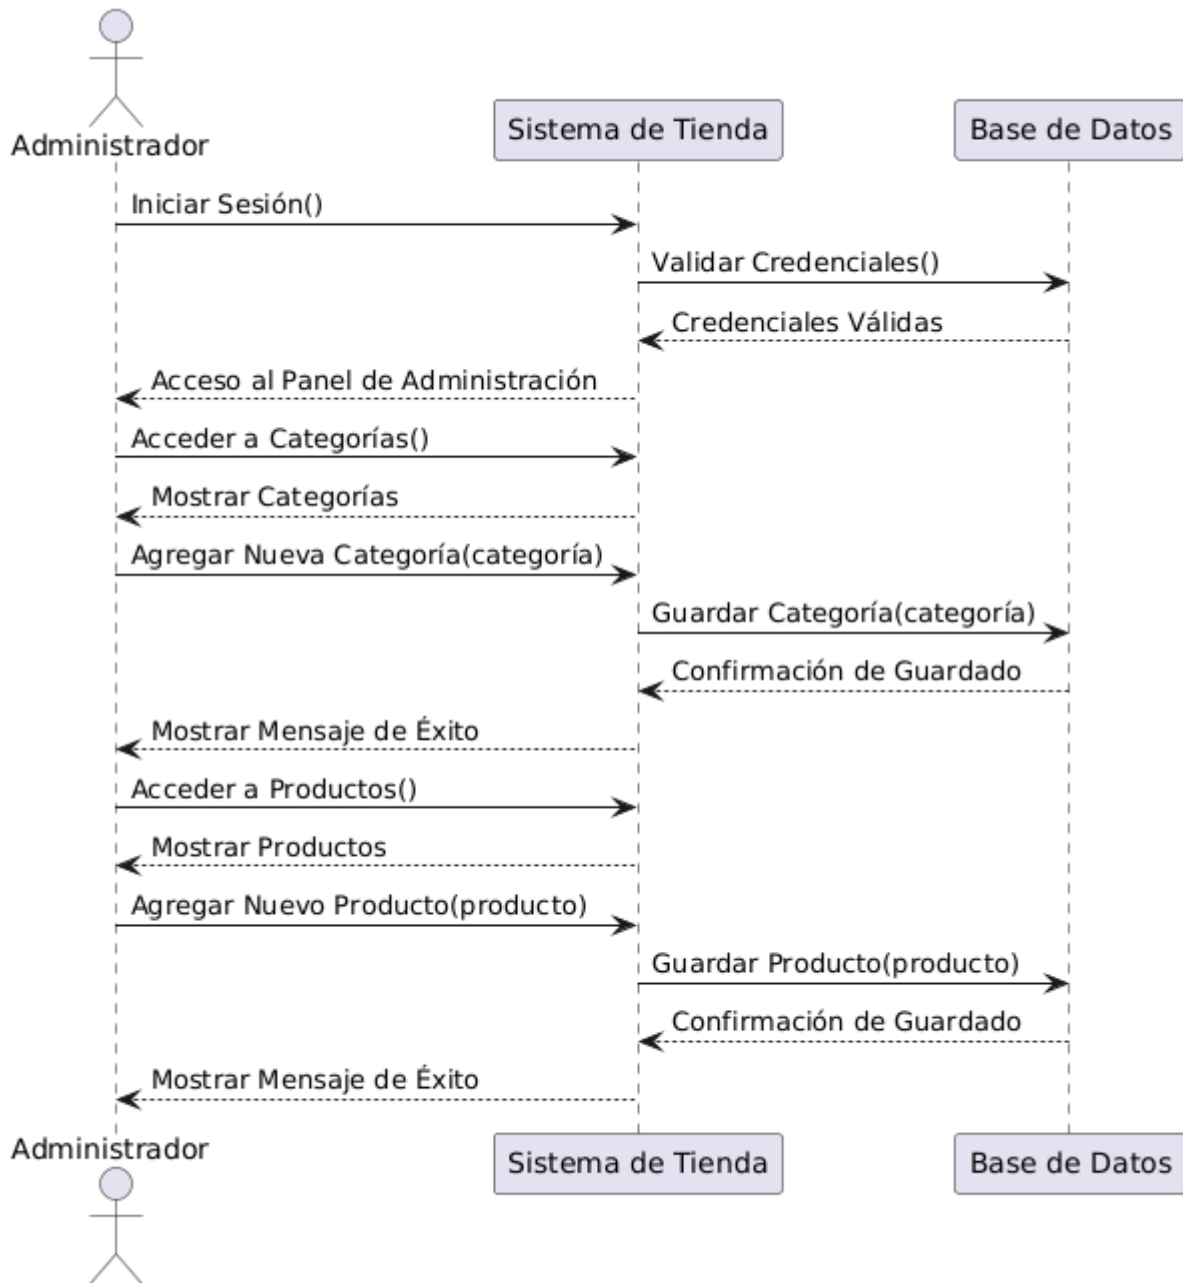 Administrador
Sistema de Tienda
Base de Datos
Iniciar Sesión()
Validar Credenciales()
Credenciales Válidas
Acceso al Panel de Administración
Acceder a Categorías()
Mostrar Categorías
Agregar Nueva Categoría(categoría)
Guardar Categoría(categoría)
Confirmación de Guardado
Mostrar Mensaje de Éxito
Acceder a Productos()
Mostrar Productos
Agregar Nuevo Producto(producto)
Guardar Producto(producto)
Confirmación de Guardado
Mostrar Mensaje de Éxito
Administrador
Sistema de Tienda
Base de Datos